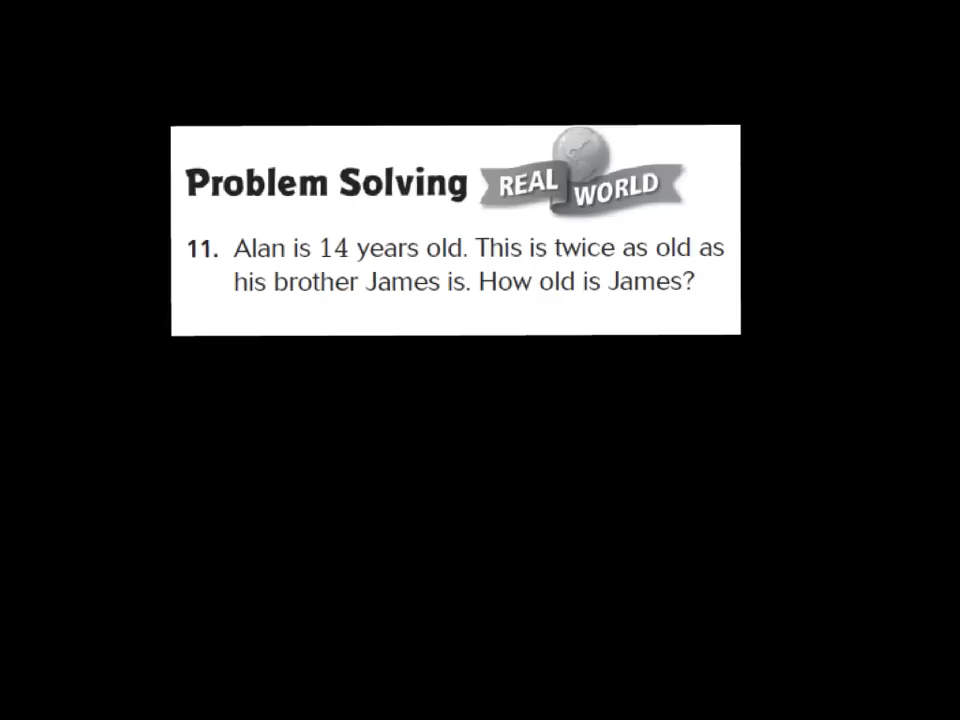 Problem Solving REAL WORLD
11. Alan is 14 years old. This is twice as old as
his brother James is. How old is James?